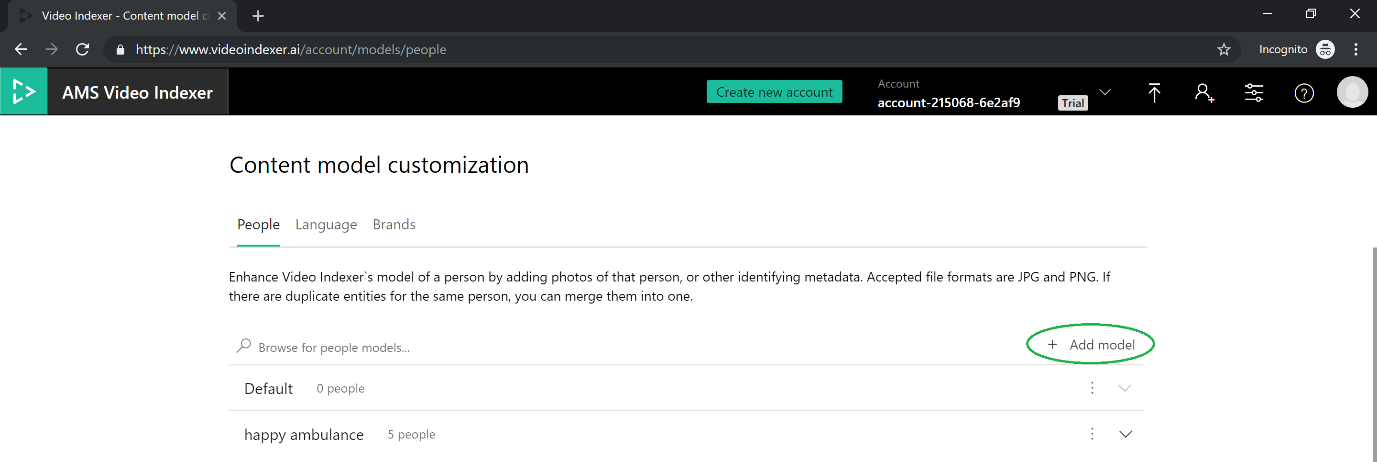 Video Indexer - Content model c
https://www.videoindexer.ai/account/models/people
Incognito
AMS Video Indexer
Create new account
Account
account-215068-6e2af9
Trial
Content model customization
People Language Brands
Enhance Video Indexer`s model of a person by adding photos of that person, or other identifying metadata. Accepted file formats are JPG and PNG. If
there are duplicate entities for the same person, you can merge them into one.
Browse for people models...
+ Add model
Default 0 people
happy ambulance 5 people